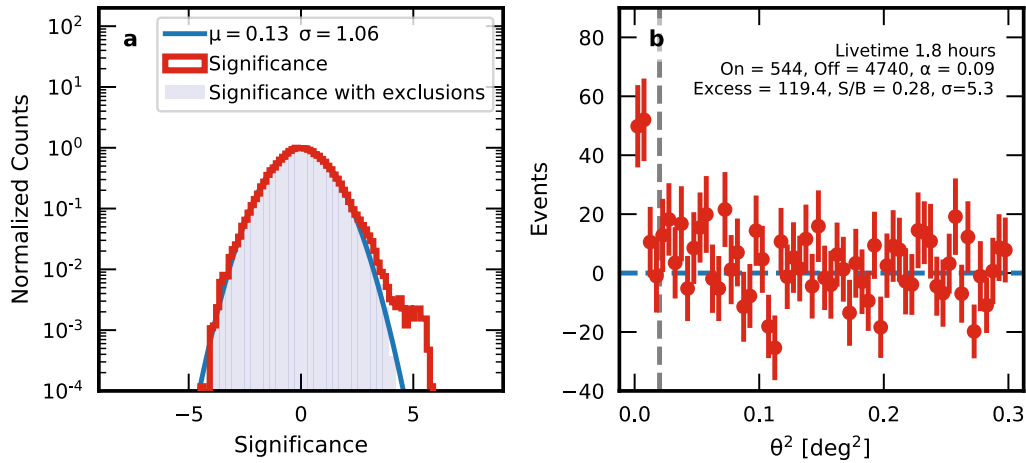 a
μ = 0.13 σ = 1.06
Significance
Significance with exclusions
Normalized Counts
10²
10¹
10⁰
10⁻¹
10⁻²
10⁻³
10⁻⁴
−5
0
5
Significance
b
Livetime 1.8 hours
On = 544, Off = 4740, α = 0.09
Excess = 119.4, S/B = 0.28, σ=5.3
Events
80
60
40
20
0
−20
−40
0.0
0.1
0.2
0.3
θ² [deg²]